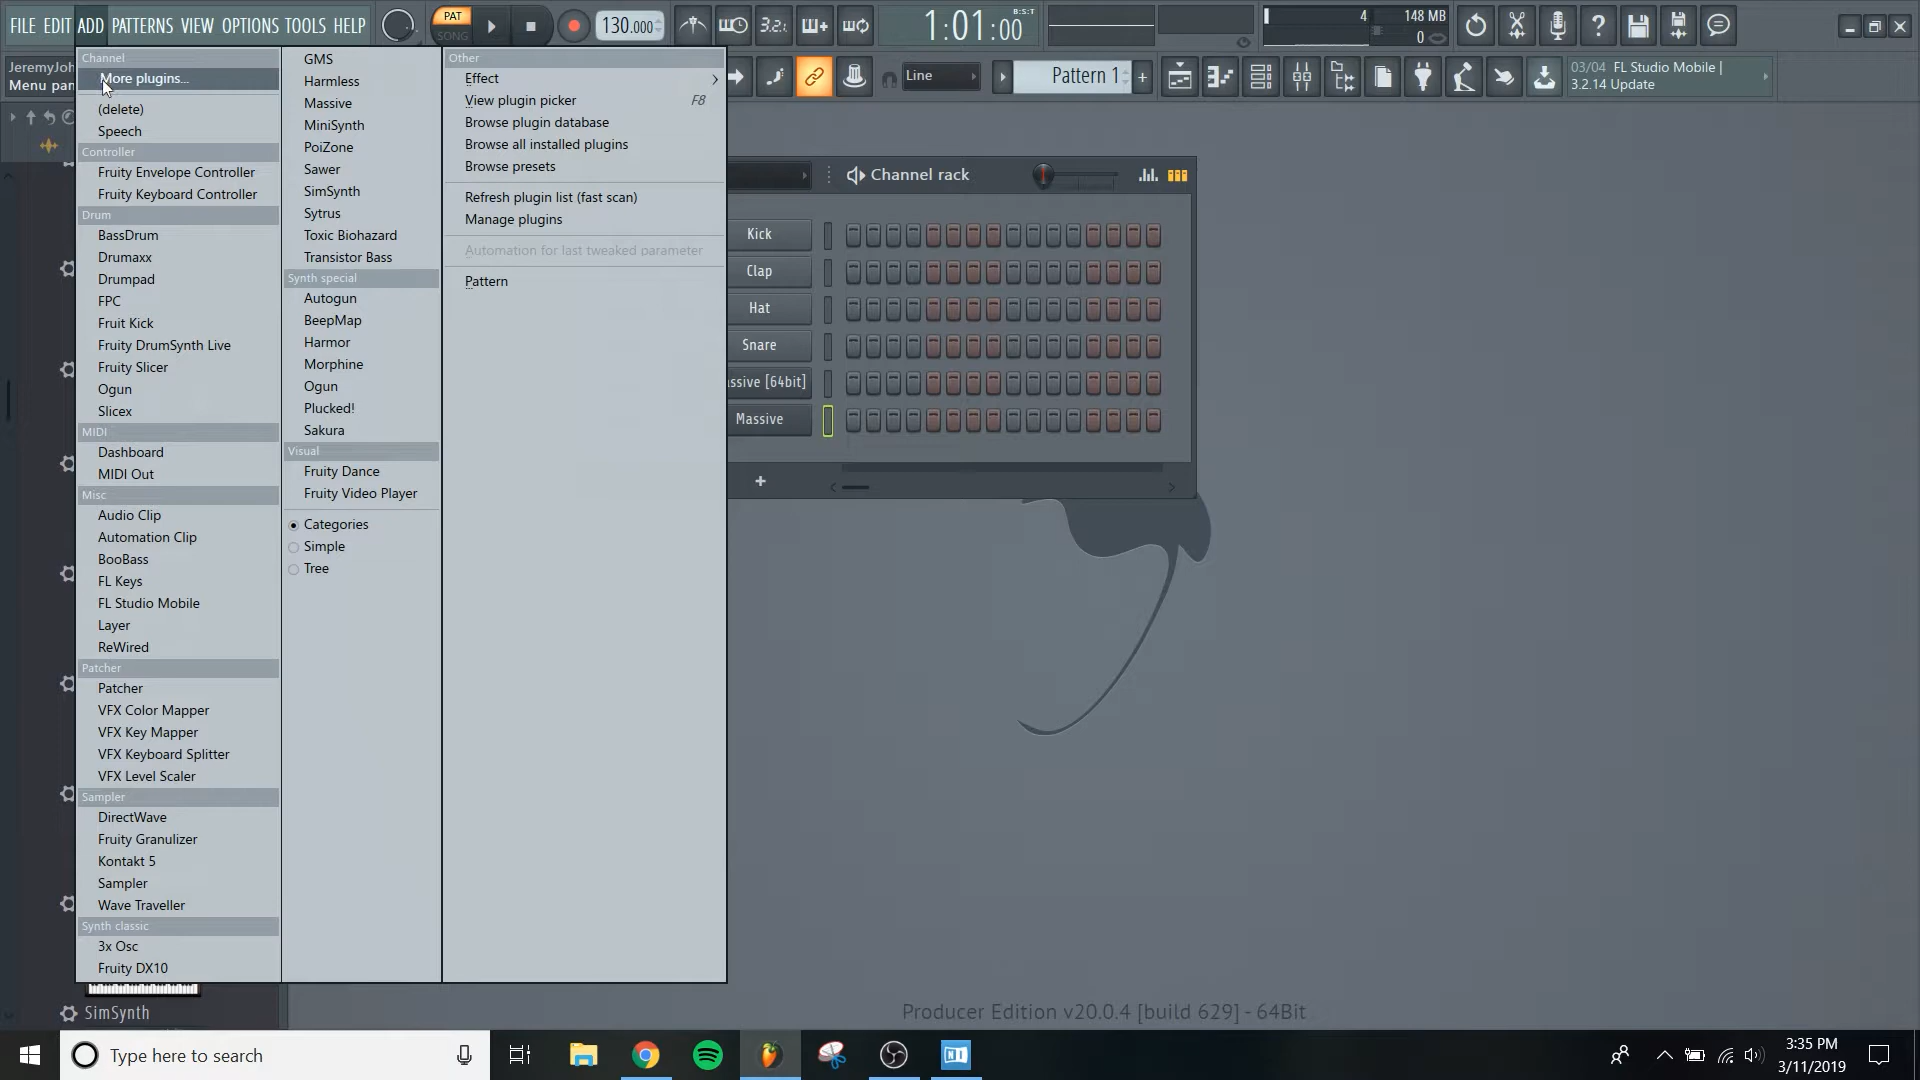 FILE EDIT ADD PATTERNS VIEW OPTIONS TOOLS HELP
PAT
SONG
130.000
3.2.1
1:01:00
B:S:T
4
148 MB
0
JeremyJoh
Menu pan
Line
Pattern 1
03/04 FL Studio Mobile |
3.2.14 Update
Channel
More plugins...
(delete)
Speech
Controller
Fruity Envelope Controller
Fruity Keyboard Controller
Drum
BassDrum
Drumaxx
Drumpad
FPC
Fruit Kick
Fruity DrumSynth Live
Fruity Slicer
Ogun
Slicex
MIDI
Dashboard
MIDI Out
Misc
Audio Clip
Automation Clip
BooBass
FL Keys
FL Studio Mobile
Layer
ReWired
Patcher
Patcher
VFX Color Mapper
VFX Key Mapper
VFX Keyboard Splitter
VFX Level Scaler
Sampler
DirectWave
Fruity Granulizer
Kontakt 5
Sampler
Wave Traveller
Synth classic
3x Osc
Fruity DX10
GMS
Harmless
Massive
MiniSynth
PoiZone
Sawer
SimSynth
Sytrus
Toxic Biohazard
Transistor Bass
Synth special
Autogun
BeepMap
Harmor
Morphine
Ogun
Plucked!
Sakura
Visual
Fruity Dance
Fruity Video Player
Categories
Simple
Tree
Other
Effect
View plugin picker F8
Browse plugin database
Browse all installed plugins
Browse presets
Refresh plugin list (fast scan)
Manage plugins
Automation for last tweaked parameter
Pattern
Channel rack
Kick
Clap
Hat
Snare
ssive [64bit]
Massive
+
SimSynth
Producer Edition v20.0.4 [build 629] - 64Bit
Type here to search
3:35 PM
3/11/2019